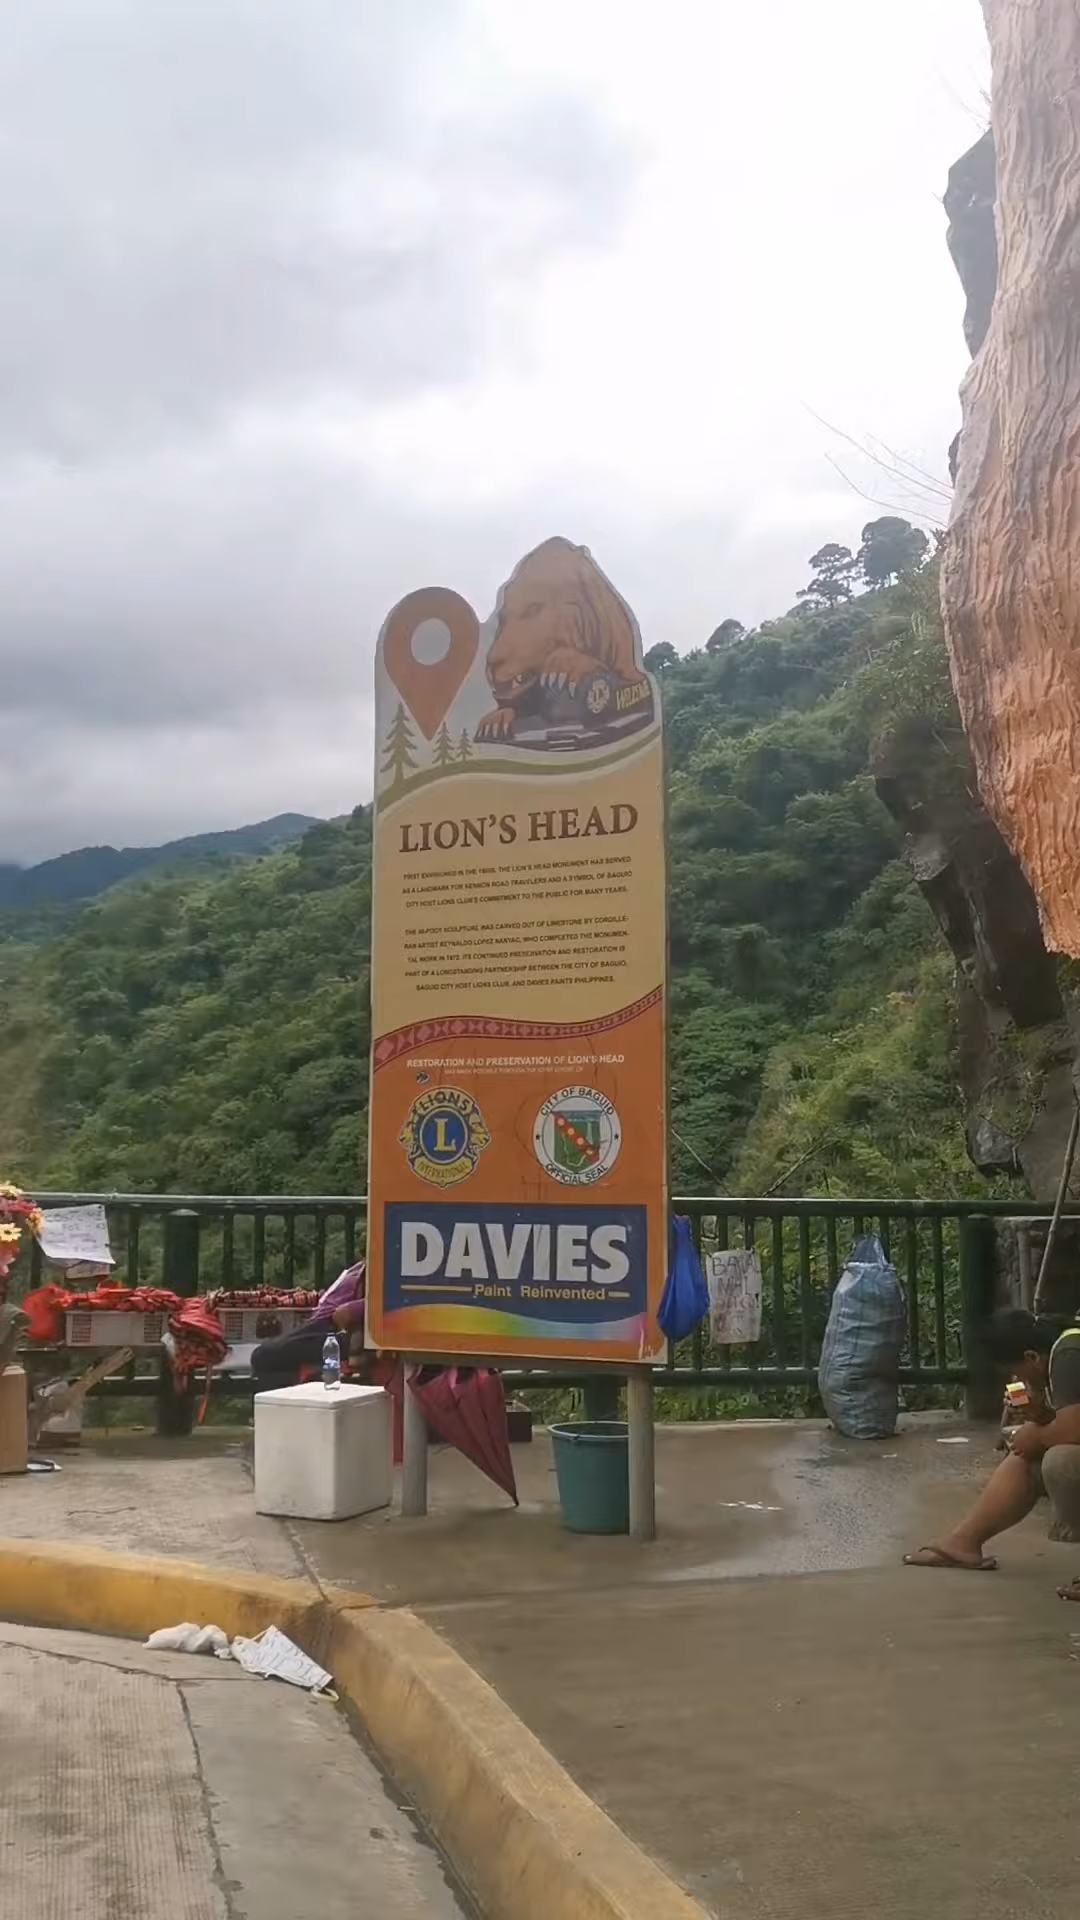 WELCOME
LION'S HEAD
FIRST ENVISIONED IN THE 1960S, THE LION'S HEAD MONUMENT HAS SERVED
AS A LANDMARK FOR KENNON ROAD TRAVELERS AND A SYMBOL OF BAGUIO
CITY HOST LIONS CLUB'S COMMITMENT TO THE PUBLIC FOR MANY YEARS.
THE 40-FOOT SCULPTURE WAS CARVED OUT OF LIMESTONE BY CORDILLE-
RAN ARTIST REYNALDO LOPEZ NANYAC, WHO COMPLETED THE MONUMEN-
TAL WORK IN 1972. ITS CONTINUED PRESERVATION AND RESTORATION IS
PART OF A LONGSTANDING PARTNERSHIP BETWEEN THE CITY OF BAGUIO,
BAGUIO CITY HOST LIONS CLUB, AND DAVIES PAINTS PHILIPPINES.
RESTORATION AND PRESERVATION OF LION'S HEAD
LIONS
L
INTERNATIONAL
CITY OF BAGUIO
OFFICIAL SEAL
DAVIES
Paint Reinvented
BAWAL